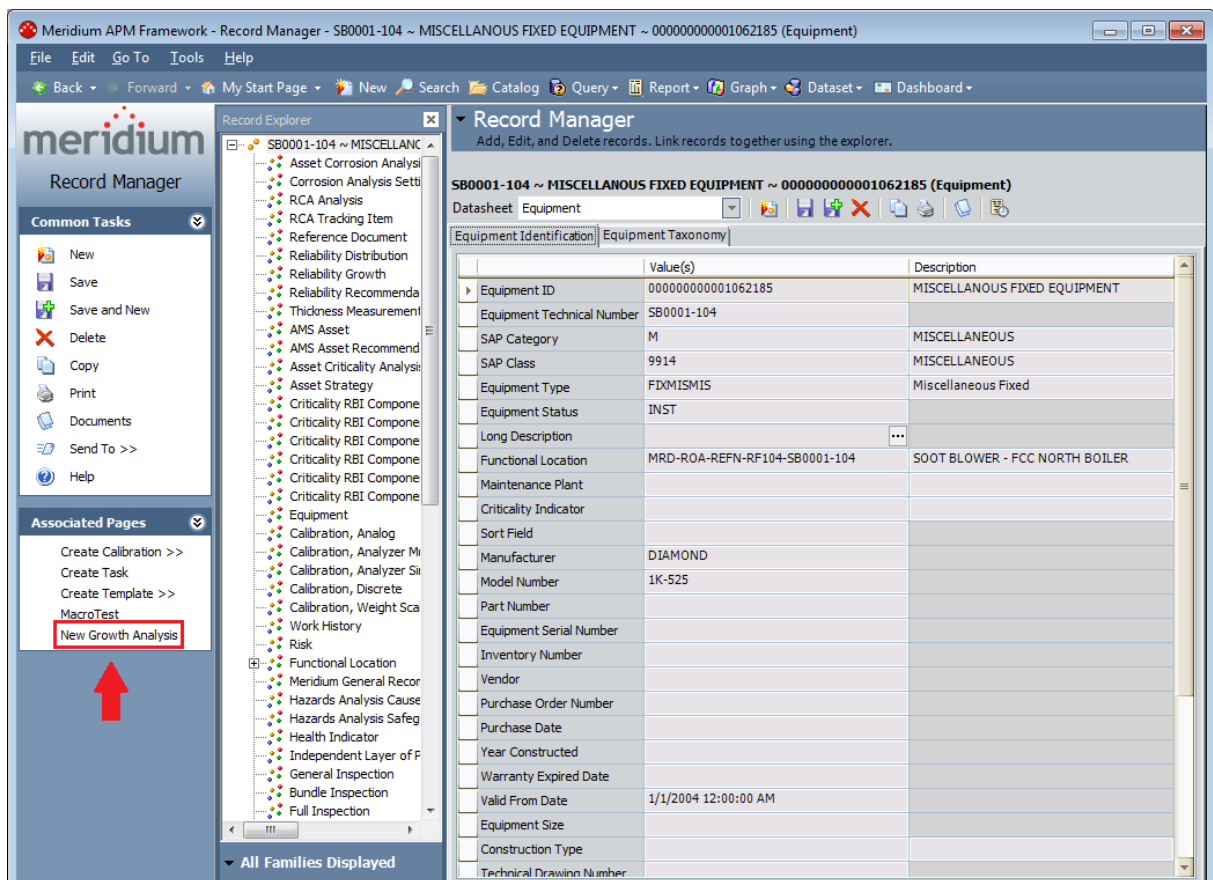 Meridium APM Framework - Record Manager - SB0001-104 ~ MISCELLANOUS FIXED EQUIPMENT ~ 000000000001062185 (Equipment)
File Edit Go To Tools Help
Back Forward My Start Page New Search Catalog Query Report Graph Dataset Dashboard
meridium
Record Manager
Common Tasks
New
Save
Save and New
Delete
Copy
Print
Documents
Send To >>
Help
Associated Pages
Create Calibration >>
Create Task
Create Template >>
MacroTest
New Growth Analysis
Record Explorer
SB0001-104 ~ MISCELLANC
Asset Corrosion Analysi
Corrosion Analysis Setti
RCA Analysis
RCA Tracking Item
Reference Document
Reliability Distribution
Reliability Growth
Reliability Recommenda
Thickness Measurement
AMS Asset
AMS Asset Recommend
Asset Criticality Analysis
Asset Strategy
Criticality RBI Compone
Criticality RBI Compone
Criticality RBI Compone
Criticality RBI Compone
Criticality RBI Compone
Criticality RBI Compone
Equipment
Calibration, Analog
Calibration, Analyzer Mu
Calibration, Analyzer Sin
Calibration, Discrete
Calibration, Weight Sca
Work History
Risk
Functional Location
Meridium General Recor
Hazards Analysis Cause
Hazards Analysis Safeg
Health Indicator
Independent Layer of P
General Inspection
Bundle Inspection
Full Inspection
All Families Displayed
Record Manager
Add, Edit, and Delete records. Link records together using the explorer.
SB0001-104 ~ MISCELLANOUS FIXED EQUIPMENT ~ 000000000001062185 (Equipment)
Datasheet Equipment
Equipment Identification Equipment Taxonomy
Value(s) Description
Equipment ID 000000000001062185 MISCELLANOUS FIXED EQUIPMENT
Equipment Technical Number SB0001-104
SAP Category M MISCELLANEOUS
SAP Class 9914 MISCELLANEOUS
Equipment Type FIXMISMIS Miscellaneous Fixed
Equipment Status INST
Long Description ...
Functional Location MRD-ROA-REFN-RF104-SB0001-104 SOOT BLOWER - FCC NORTH BOILER
Maintenance Plant
Criticality Indicator
Sort Field
Manufacturer DIAMOND
Model Number 1K-525
Part Number
Equipment Serial Number
Inventory Number
Vendor
Purchase Order Number
Purchase Date
Year Constructed
Warranty Expired Date
Valid From Date 1/1/2004 12:00:00 AM
Equipment Size
Construction Type
Technical Drawing Number